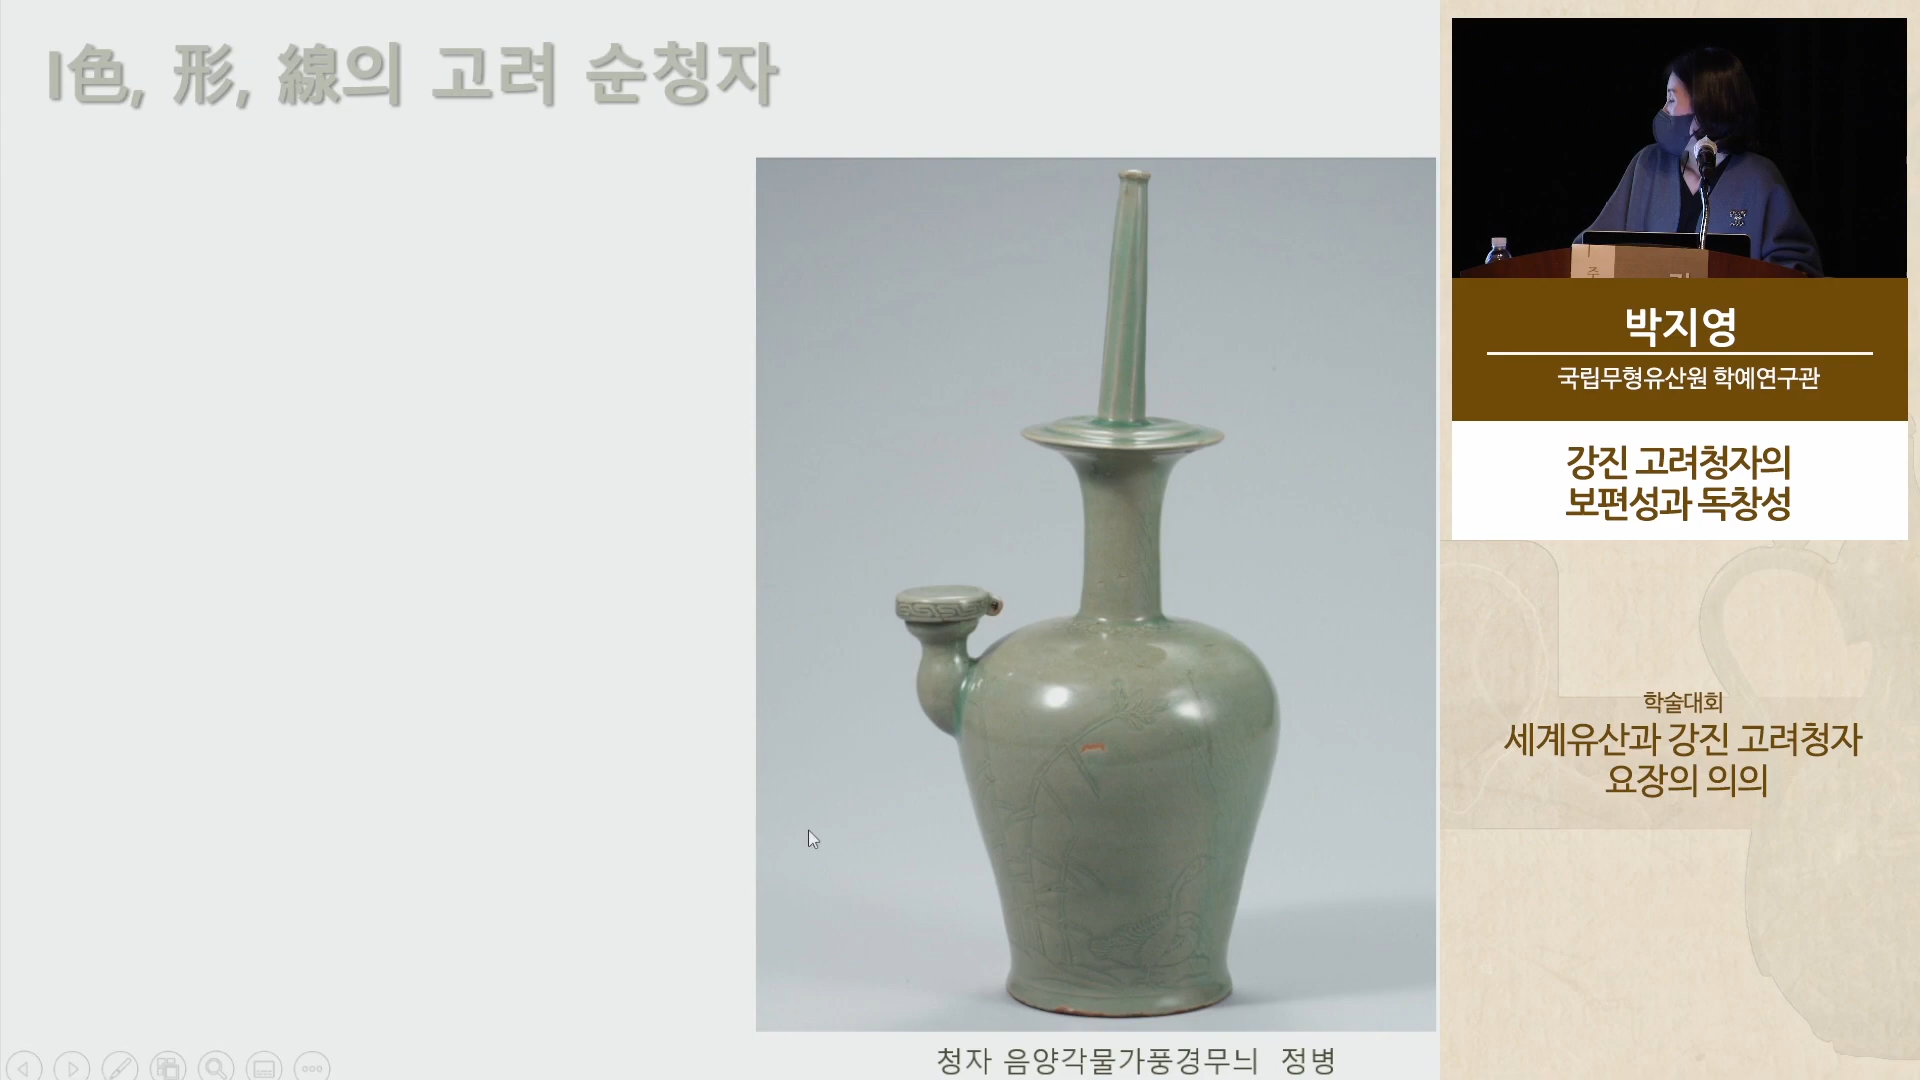 I色, 形, 線의 고려 순청자
청자 음양각물가풍경무늬 정병
주
박지영
국립무형유산원 학예연구관
강진 고려청자의
보편성과 독창성
학술대회
세계유산과 강진 고려청자
요장의 의의